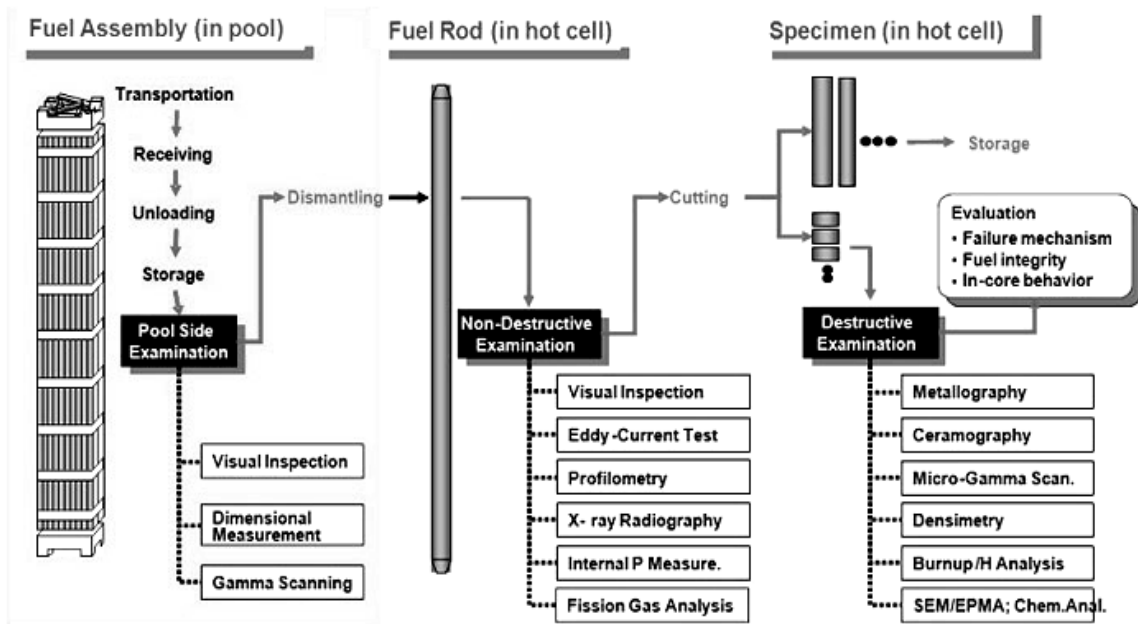 Fuel Assembly (in pool)
Transportation
Receiving
Unloading
Storage
Pool Side
Examination
Visual Inspection
Dimensional
Measurement
Gamma Scanning
Dismantling
Fuel Rod (in hot cell)
Non-Destructive
Examination
Visual Inspection
Eddy-Current Test
Profilometry
X- ray Radiography
Internal P Measure.
Fission Gas Analysis
Cutting
Specimen (in hot cell)
Storage
Evaluation
• Failure mechanism
• Fuel integrity
• In-core behavior
Destructive
Examination
Metallography
Ceramography
Micro-Gamma Scan.
Densimetry
Burnup/H Analysis
SEM/EPMA; Chem.Anal.